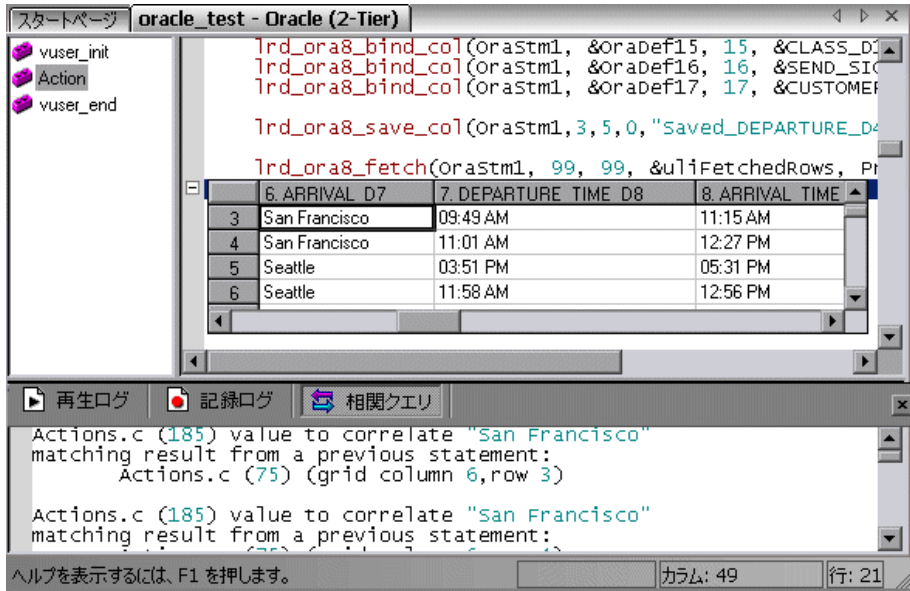 スタートページ oracle_test - Oracle (2-Tier)
vuser_init
Action
vuser_end
lrd_ora8_bind_col(OraStm1, &OraDef15, 15, &CLASS_D
lrd_ora8_bind_col(OraStm1, &OraDef16, 16, &SEND_SI
lrd_ora8_bind_col(OraStm1, &OraDef17, 17, &CUSTOME
lrd_ora8_save_col(OraStm1,3,5,0,"Saved_DEPARTURE_D
lrd_ora8_fetch(OraStm1, 99, 99, &uliFetchedRows, Pr
6. ARRIVAL_D7 7. DEPARTURE_TIME_D8 8. ARRIVAL_TIME
3 San Francisco 09:49 AM 11:15 AM
4 San Francisco 11:01 AM 12:27 PM
5 Seattle 03:51 PM 05:31 PM
6 Seattle 11:58 AM 12:56 PM
再生ログ 記録ログ 相関クエリ
Actions.c (185) value to correlate "San Francisco"
matching result from a previous statement:
Actions.c (75) (grid column 6,row 3)
Actions.c (185) value to correlate "San Francisco"
matching result from a previous statement:
ヘルプを表示するには、F1 を押します。 カラム: 49 行: 21